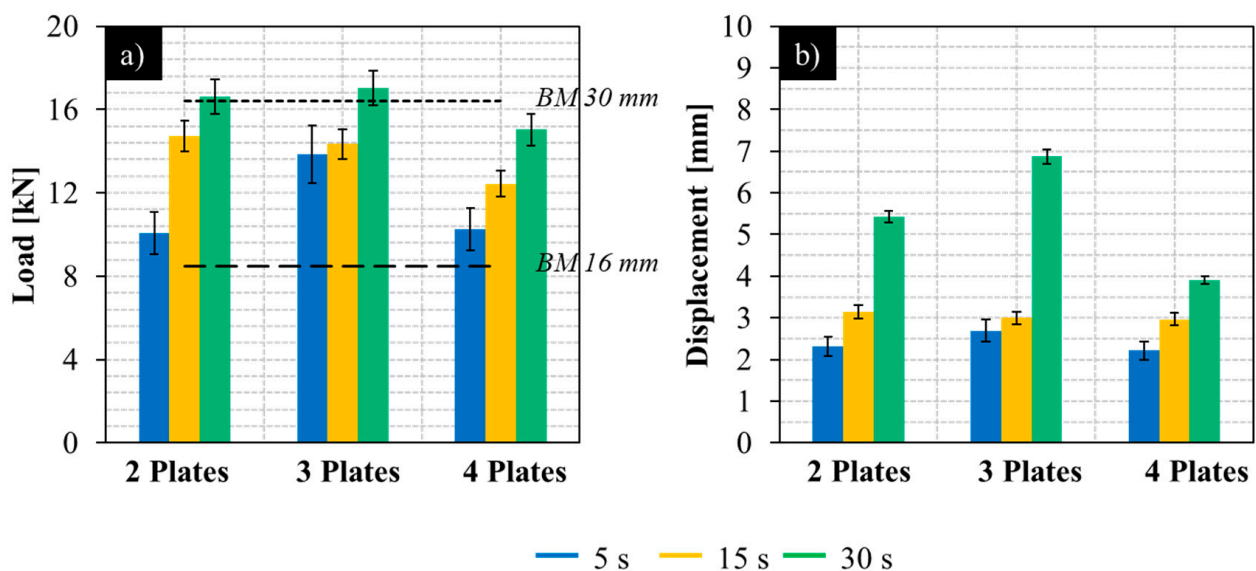 a)
Load [kN]
20
16
12
8
4
0
BM 30 mm
BM 16 mm
2 Plates 3 Plates 4 Plates
b)
Displacement [mm]
10
9
8
7
6
5
4
3
2
1
0
2 Plates 3 Plates 4 Plates
5 s 15 s 30 s